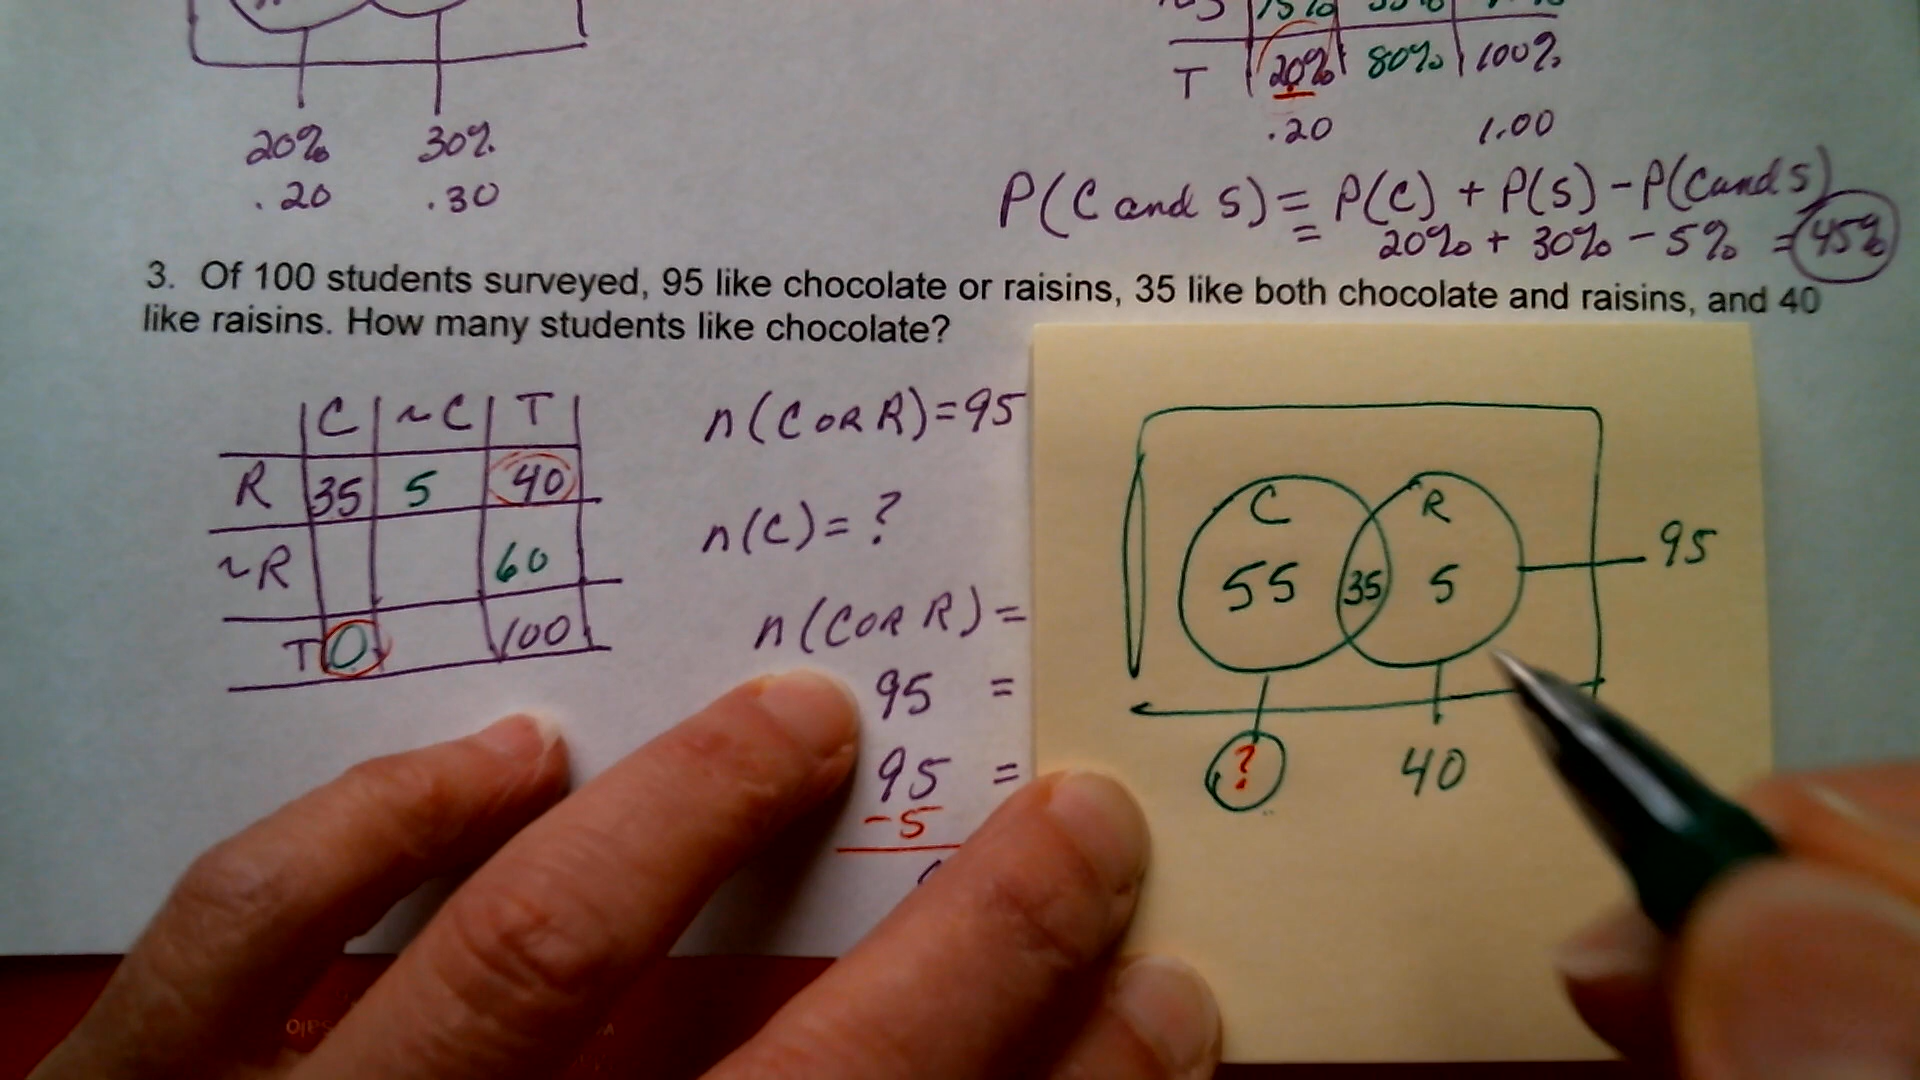 T 20% 80% 100%
.20 1.00
20% 30%
.20 .30
P(C and S) = P(C) + P(S) - P(C and S)
= 20% + 30% - 5% = 45%
3. Of 100 students surveyed, 95 like chocolate or raisins, 35 like both chocolate and raisins, and 40
like raisins. How many students like chocolate?
C ~C T
R 35 5 40
~R 60
T 0 100
n(C OR R) = 95
n(C) = ?
n(C OR R) =
95 =
95 =
-5
C R
55 35 5
95
? 40